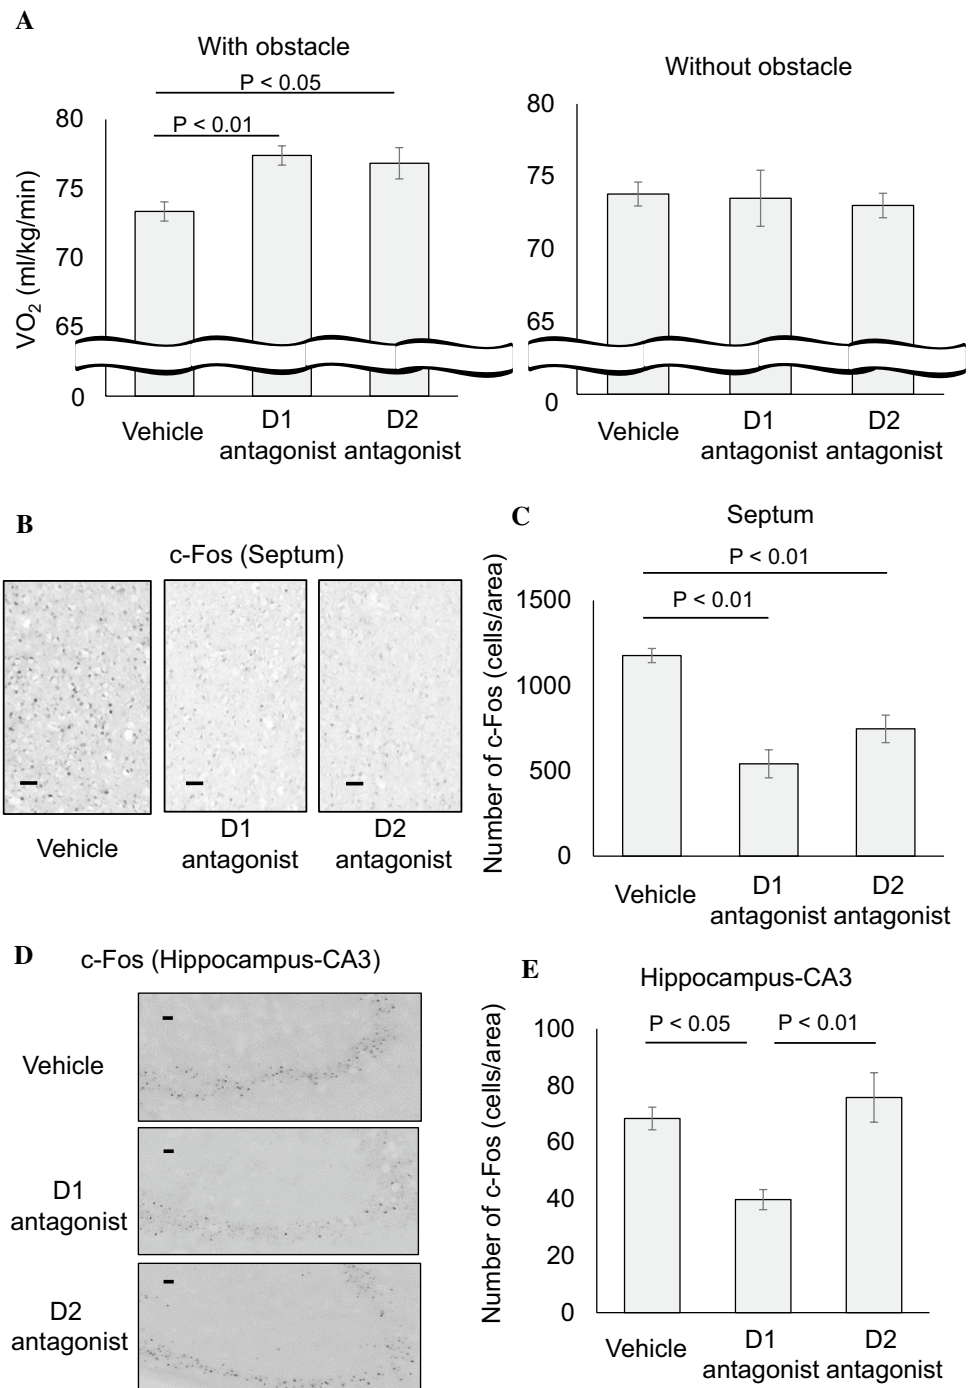 A
With obstacle
P < 0.05
P < 0.01
VO2 (ml/kg/min)
80
75
70
65
0
Vehicle
D1
antagonist
D2
antagonist
Without obstacle
80
75
70
65
0
Vehicle
D1
antagonist
D2
antagonist
B
c-Fos (Septum)
Vehicle
D1
antagonist
D2
antagonist
C
Septum
P < 0.01
P < 0.01
Number of c-Fos (cells/area)
1500
1000
500
0
Vehicle
D1
antagonist
D2
antagonist
D
c-Fos (Hippocampus-CA3)
Vehicle
D1
antagonist
D2
antagonist
E
Hippocampus-CA3
P < 0.05
P < 0.01
Number of c-Fos (cells/area)
100
80
60
40
20
0
Vehicle
D1
antagonist
D2
antagonist